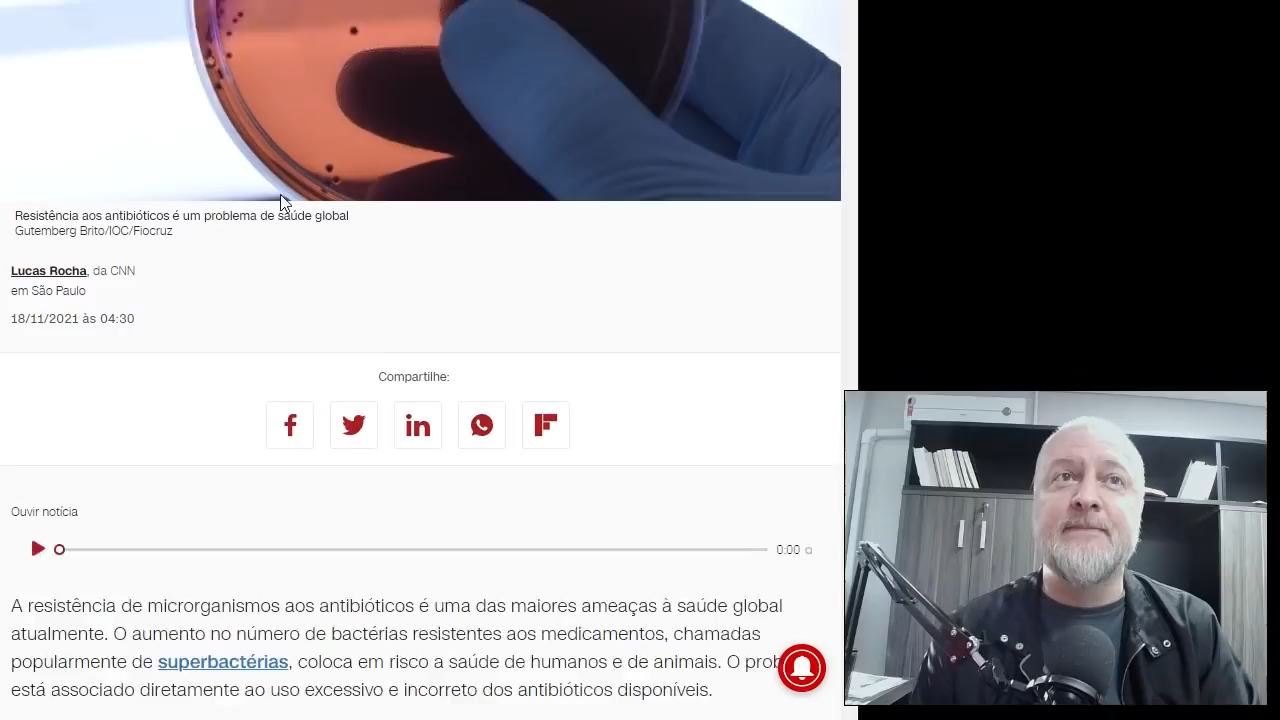 Resistência aos antibióticos é um problema de saúde global
Gutemberg Brito/IOC/Fiocruz
Lucas Rocha, da CNN
em São Paulo
18/11/2021 às 04:30
Compartilhe:
Ouvir notícia
0:00
A resistência de microrganismos aos antibióticos é uma das maiores ameaças à saúde global
atualmente. O aumento no número de bactérias resistentes aos medicamentos, chamadas
popularmente de superbactérias, coloca em risco a saúde de humanos e de animais. O
está associado diretamente ao uso excessivo e incorreto dos antibióticos disponíveis.